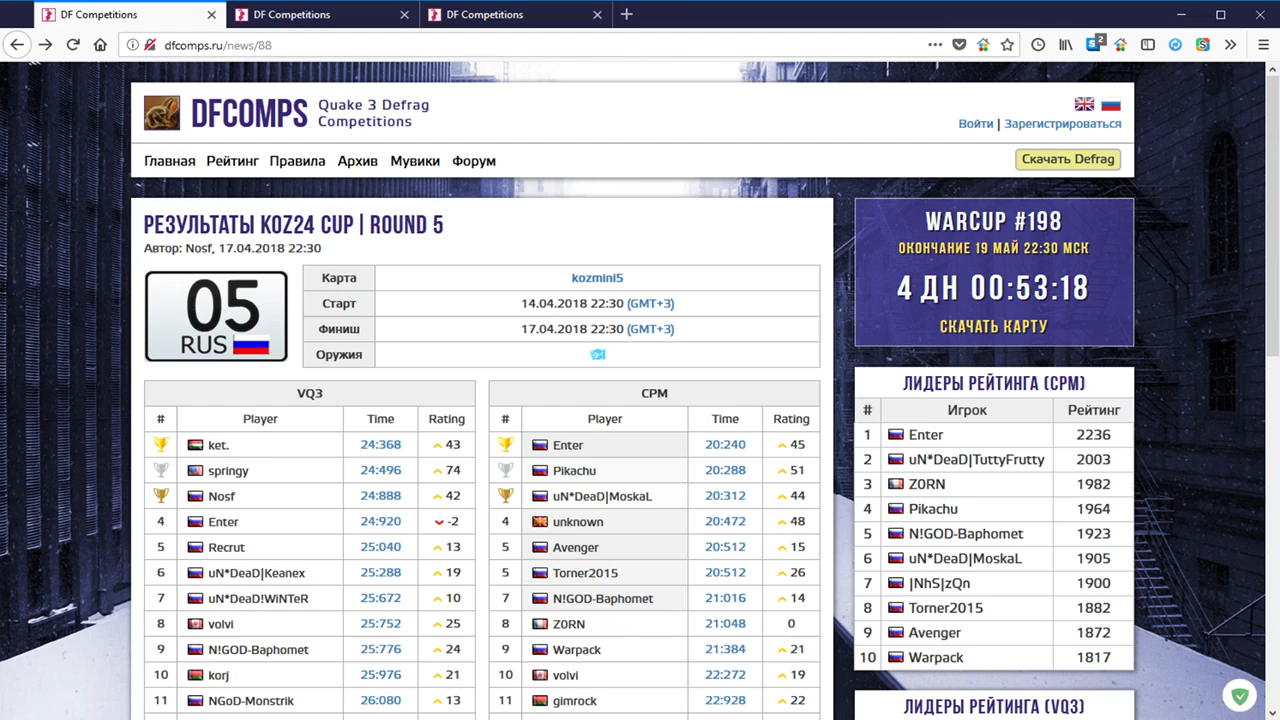 DF Competitions
DF Competitions
DF Competitions
dfcomps.ru/news/88
2
DFCOMPS
Quake 3 Defrag
Competitions
Войти | Зарегистрироваться
Главная Рейтинг Правила Архив Мувики Форум
Скачать Defrag
РЕЗУЛЬТАТЫ KOZ24 CUP | ROUND 5
Автор: Nosf, 17.04.2018 22:30
05
RUS
Карта kozmini5
Старт 14.04.2018 22:30 (GMT+3)
Финиш 17.04.2018 22:30 (GMT+3)
Оружия
VQ3
# Player Time Rating
ket. 24:368 43
springy 24:496 74
Nosf 24:888 42
4 Enter 24:920 -2
5 Recrut 25:040 13
6 uN*DeaD|Keanex 25:288 19
7 uN*DeaD!WiNTeR 25:672 10
8 volvi 25:752 25
9 N!GOD-Baphomet 25:776 24
10 korj 25:976 21
11 NGoD-Monstrik 26:080 13
CPM
# Player Time Rating
Enter 20:240 45
Pikachu 20:288 51
uN*DeaD|MoskaL 20:312 44
4 unknown 20:472 48
5 Avenger 20:512 15
5 Torner2015 20:512 26
7 N!GOD-Baphomet 21:016 14
8 Z0RN 21:048 0
9 Warpack 21:384 21
10 volvi 22:272 19
11 gimrock 22:928 22
WARCUP #198
ОКОНЧАНИЕ 19 МАЙ 22:30 МСК
4 ДН 00:53:18
СКАЧАТЬ КАРТУ
ЛИДЕРЫ РЕЙТИНГА (CPM)
# Игрок Рейтинг
1 Enter 2236
2 uN*DeaD|TuttyFrutty 2003
3 Z0RN 1982
4 Pikachu 1964
5 N!GOD-Baphomet 1923
6 uN*DeaD|MoskaL 1905
7 |NhS|zQn 1900
8 Torner2015 1882
9 Avenger 1872
10 Warpack 1817
ЛИДЕРЫ РЕЙТИНГА (VQ3)